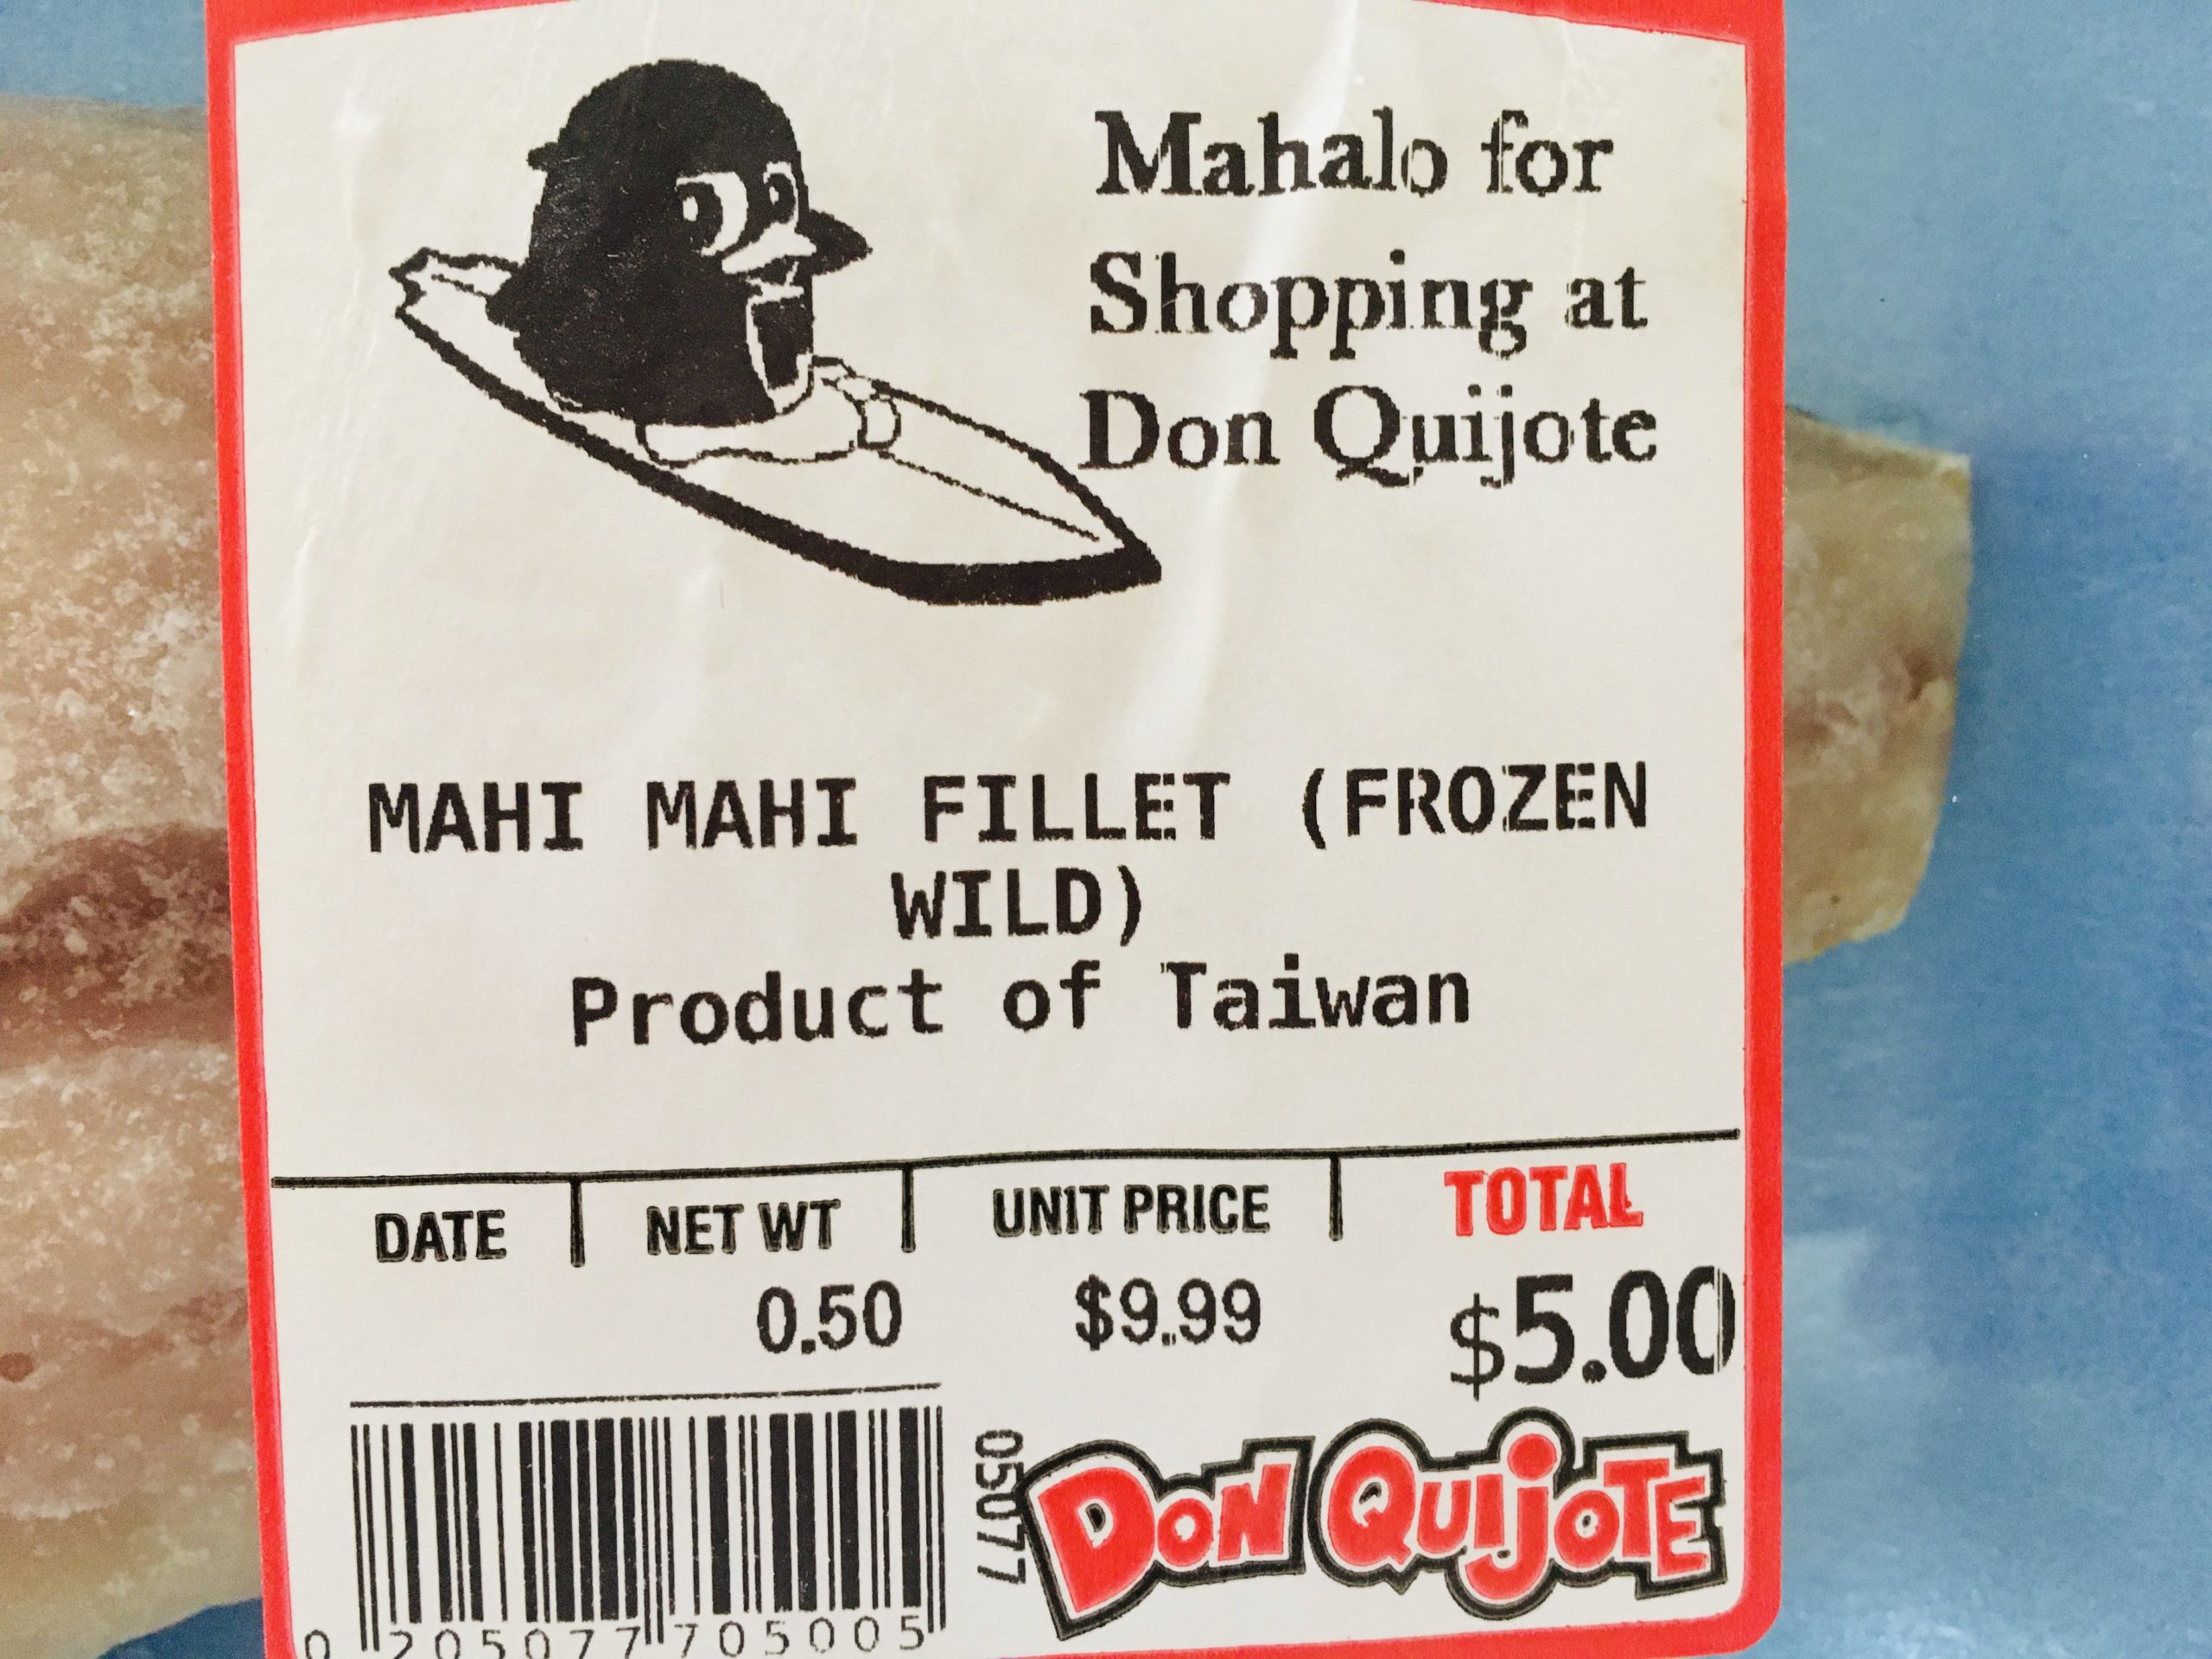 Mahalo for
Shopping at
Don Quijote
MAHI MAHI FILLET (FROZEN
WILD)
Product of Taiwan
DATE NET WT UNIT PRICE TOTAL
0.50 $9.99 $5.00
05077
DON QUIJOTE
0 205077 705005